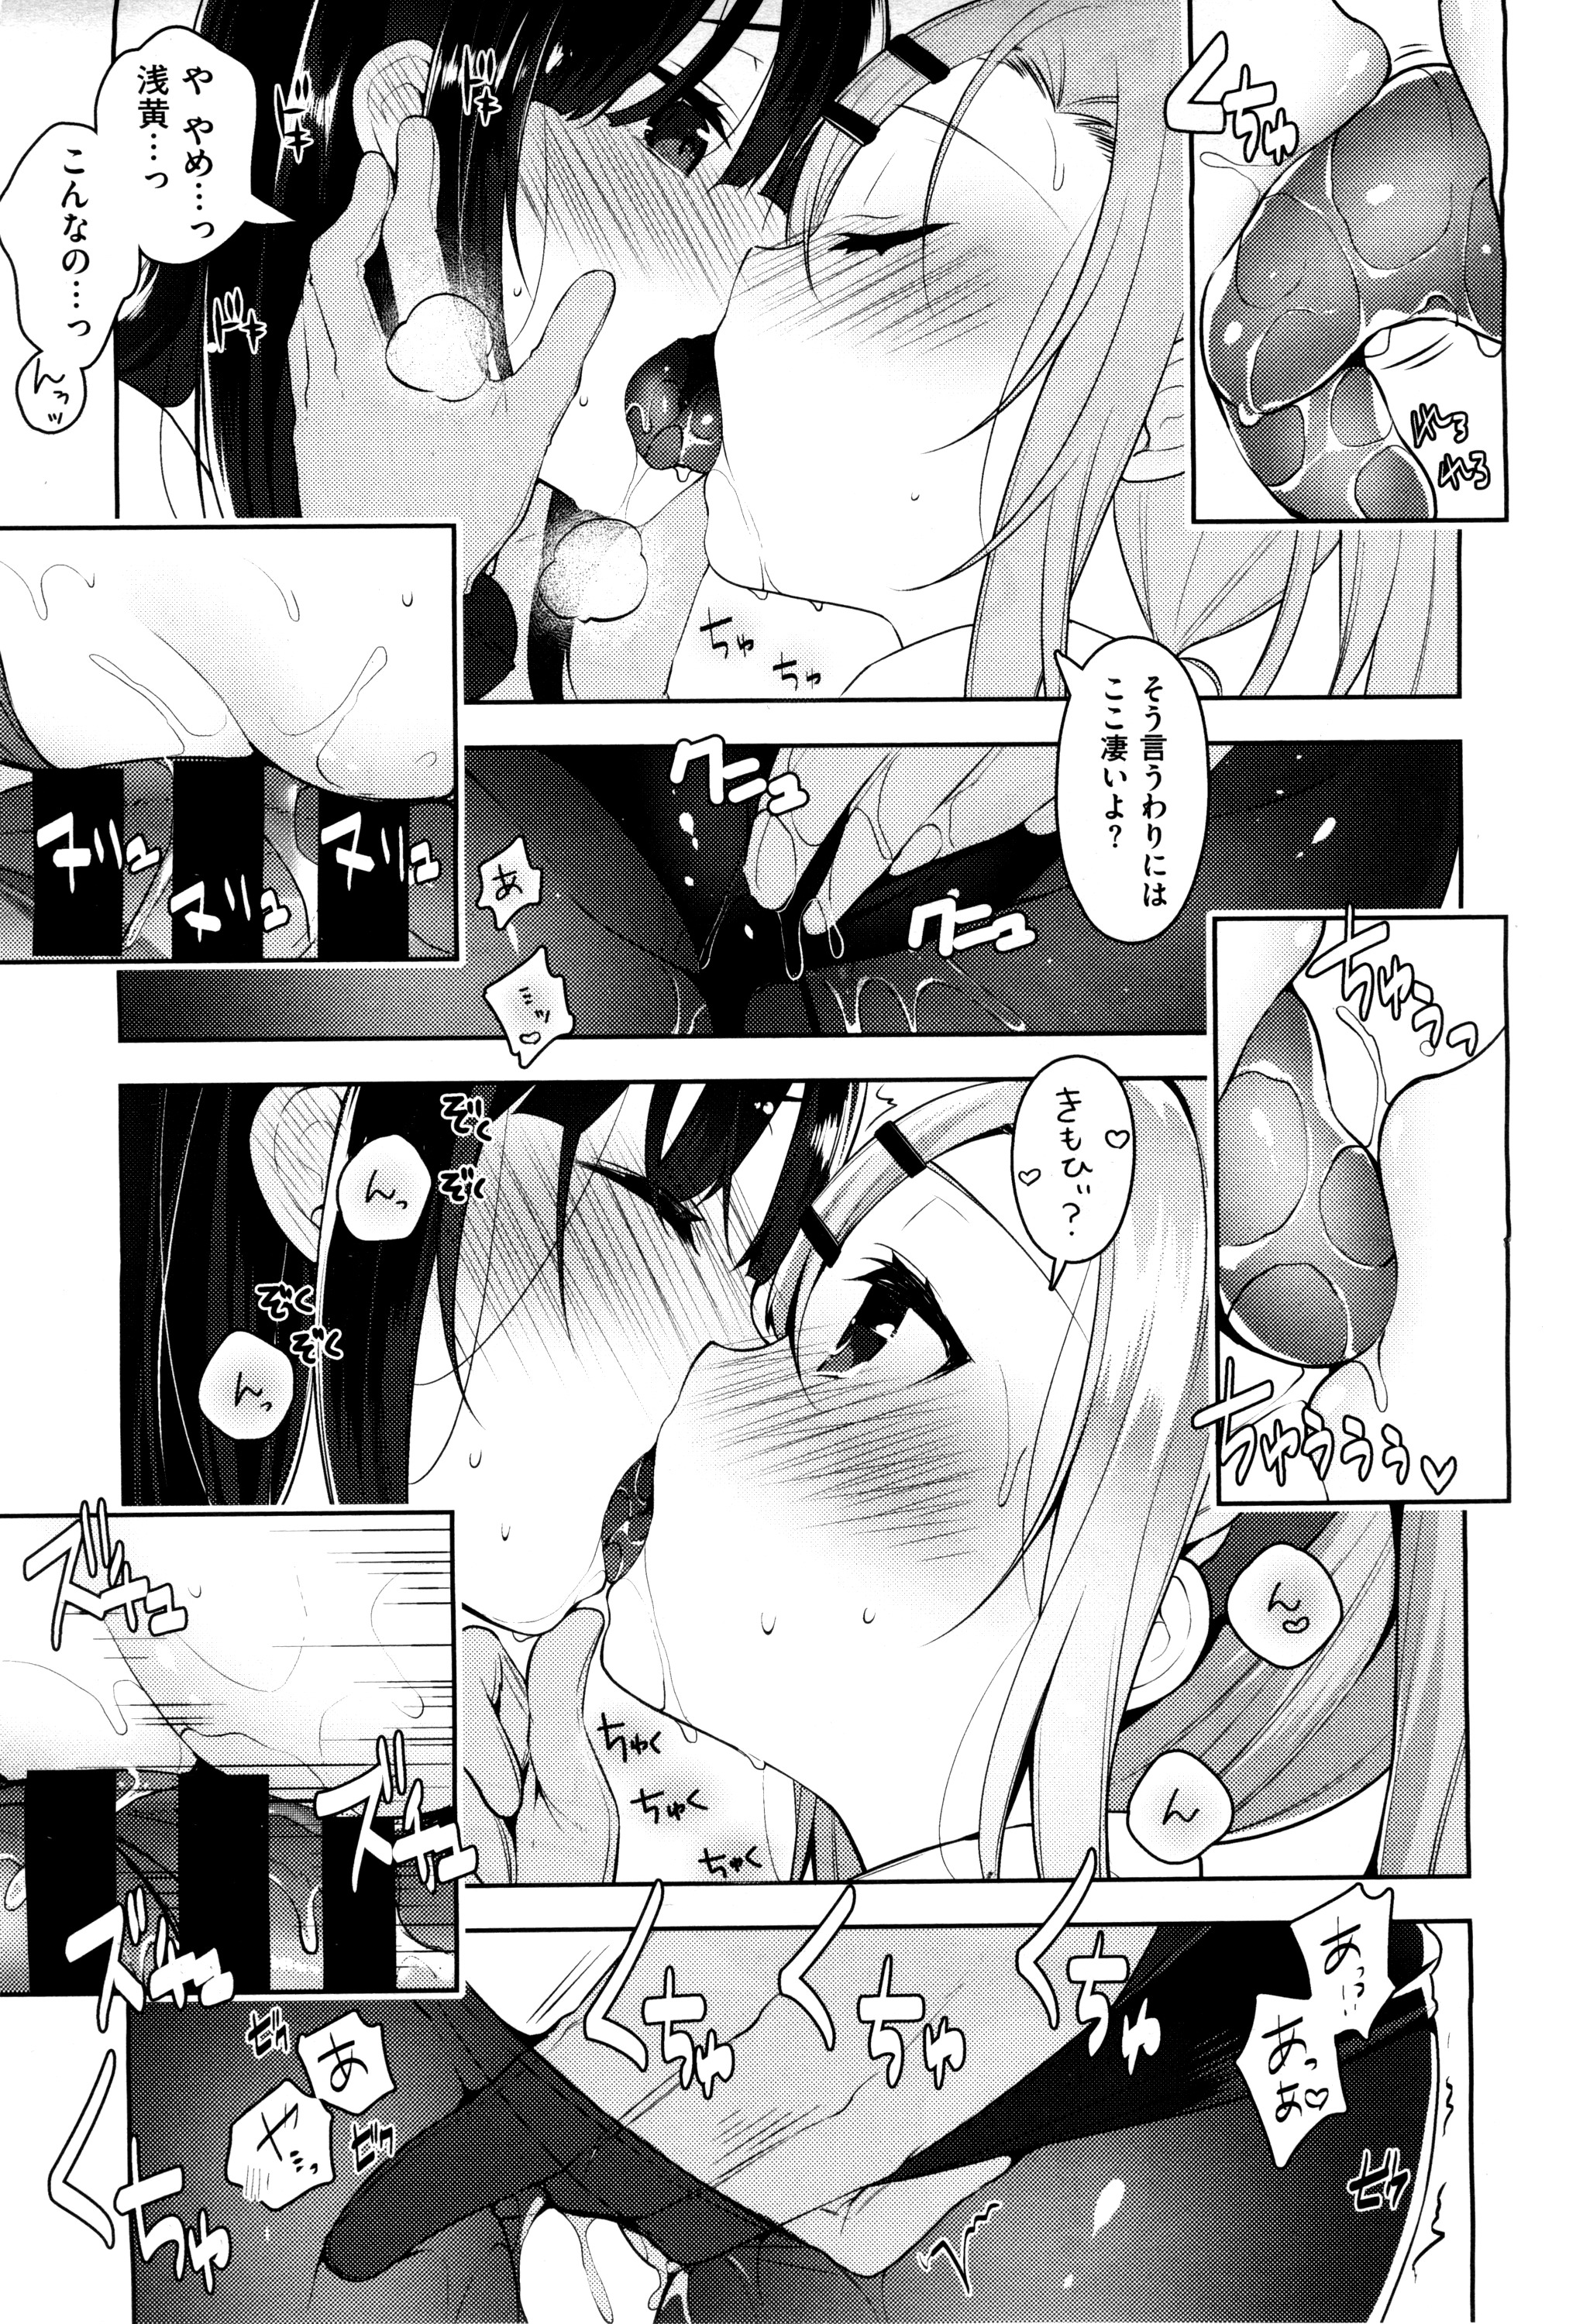 くちゅ
れろ
れろ
ドキ
ドキ
ドキ
や やめ…っ
浅黄…っ
こんなの…っ
んっッ
ちゅ
ちゅ
そう言うわりには
ここ凄いよ？
クニュ
クニュ
あ
ミッ♡
ヌリュ
ヌリュ
ヌリュ
ちゅうっ
ちゅううぅ♡
きもひぃ？
ぞく
ぞく
んっ
ぞく
ぞく
んっ
ん♡
ん
ちゅく
ちゅく
ちゅく
ズチュ
ズチュ
ズチュ
くちゅ
くちゅ
くちゅ
くちゅ
あっ…
あっあ♡
ビク
あ
ヤ
ビク
ビク